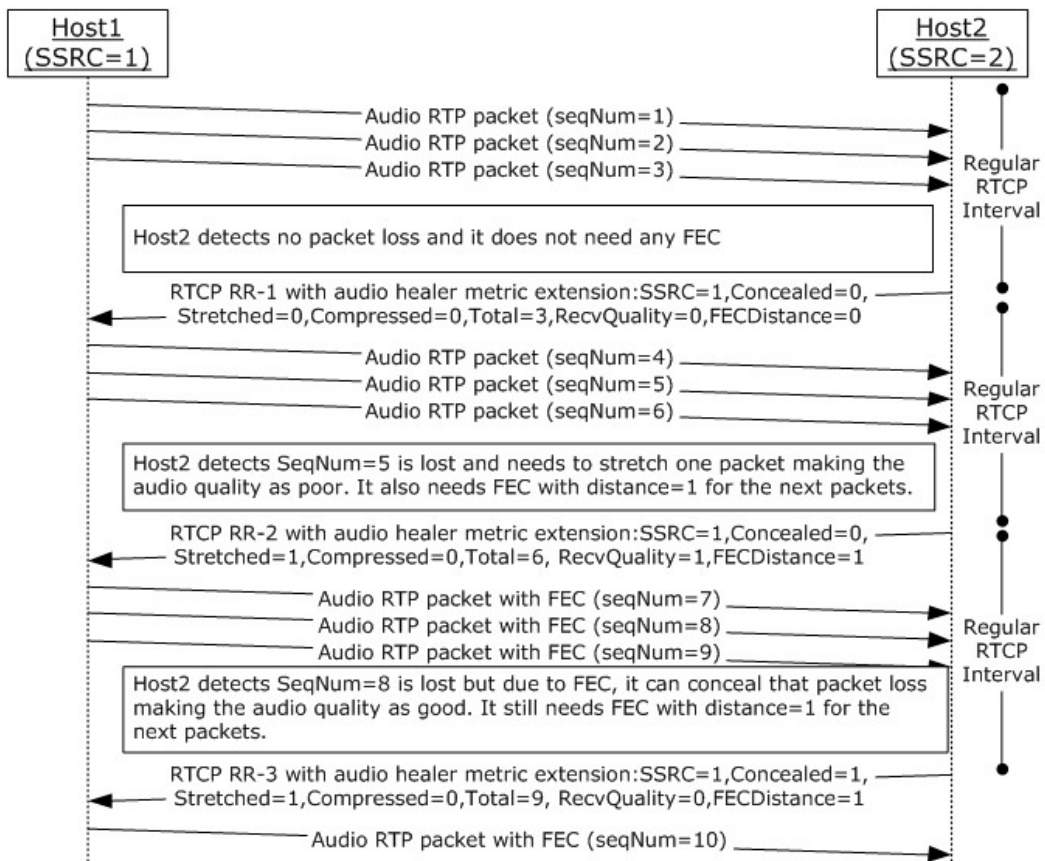 Host1
(SSRC=1)
Host2
(SSRC=2)
Audio RTP packet (seqNum=1)
Audio RTP packet (seqNum=2)
Audio RTP packet (seqNum=3)
Regular
RTCP
Interval
Host2 detects no packet loss and it does not need any FEC
RTCP RR-1 with audio healer metric extension:SSRC=1,Concealed=0,
Stretched=0,Compressed=0,Total=3,RecvQuality=0,FECDistance=0
Audio RTP packet (seqNum=4)
Audio RTP packet (seqNum=5)
Audio RTP packet (seqNum=6)
Regular
RTCP
Interval
Host2 detects SeqNum=5 is lost and needs to stretch one packet making the
audio quality as poor. It also needs FEC with distance=1 for the next packets.
RTCP RR-2 with audio healer metric extension:SSRC=1,Concealed=0,
Stretched=1,Compressed=0,Total=6, RecvQuality=1,FECDistance=1
Audio RTP packet with FEC (seqNum=7)
Audio RTP packet with FEC (seqNum=8)
Audio RTP packet with FEC (seqNum=9)
Regular
RTCP
Interval
Host2 detects SeqNum=8 is lost but due to FEC, it can conceal that packet loss
making the audio quality as good. It still needs FEC with distance=1 for the
next packets.
RTCP RR-3 with audio healer metric extension:SSRC=1,Concealed=1,
Stretched=1,Compressed=0,Total=9, RecvQuality=0,FECDistance=1
Audio RTP packet with FEC (seqNum=10)